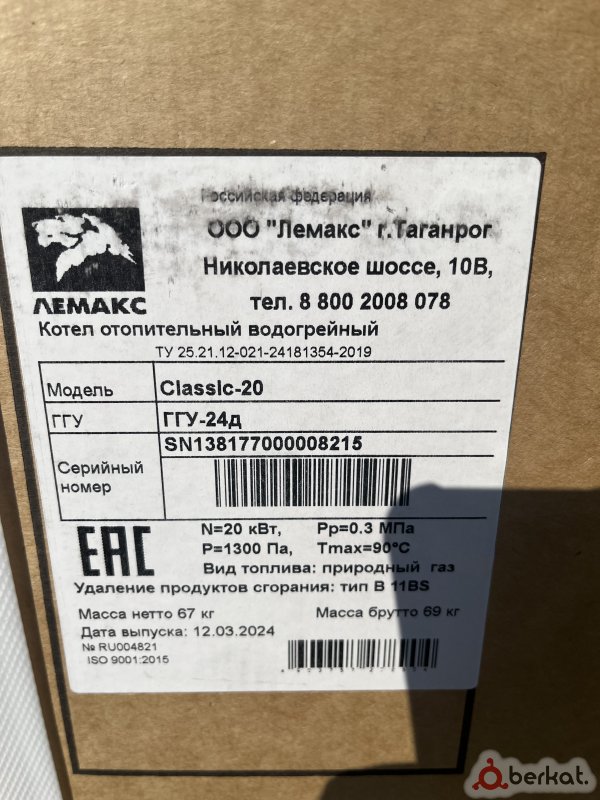 Российская федерация
ООО "Лемакс" г.Таганрог
Николаевское шоссе, 10В,
тел. 8 800 2008 078
ЛЕМАКС
Котел отопительный водогрейный
ТУ 25.21.12-021-24181354-2019
Модель Classic-20
ГГУ ГГУ-24д
Серийный номер SN138177000008215
EAC
N=20 кВт, Pp=0.3 МПа
P=1300 Па, Tmax=90°C
Вид топлива: природный газ
Удаление продуктов сгорания: тип В 11BS
Масса нетто 67 кг Масса брутто 69 кг
Дата выпуска: 12.03.2024
№ RU004821
ISO 9001:2015
berkat.